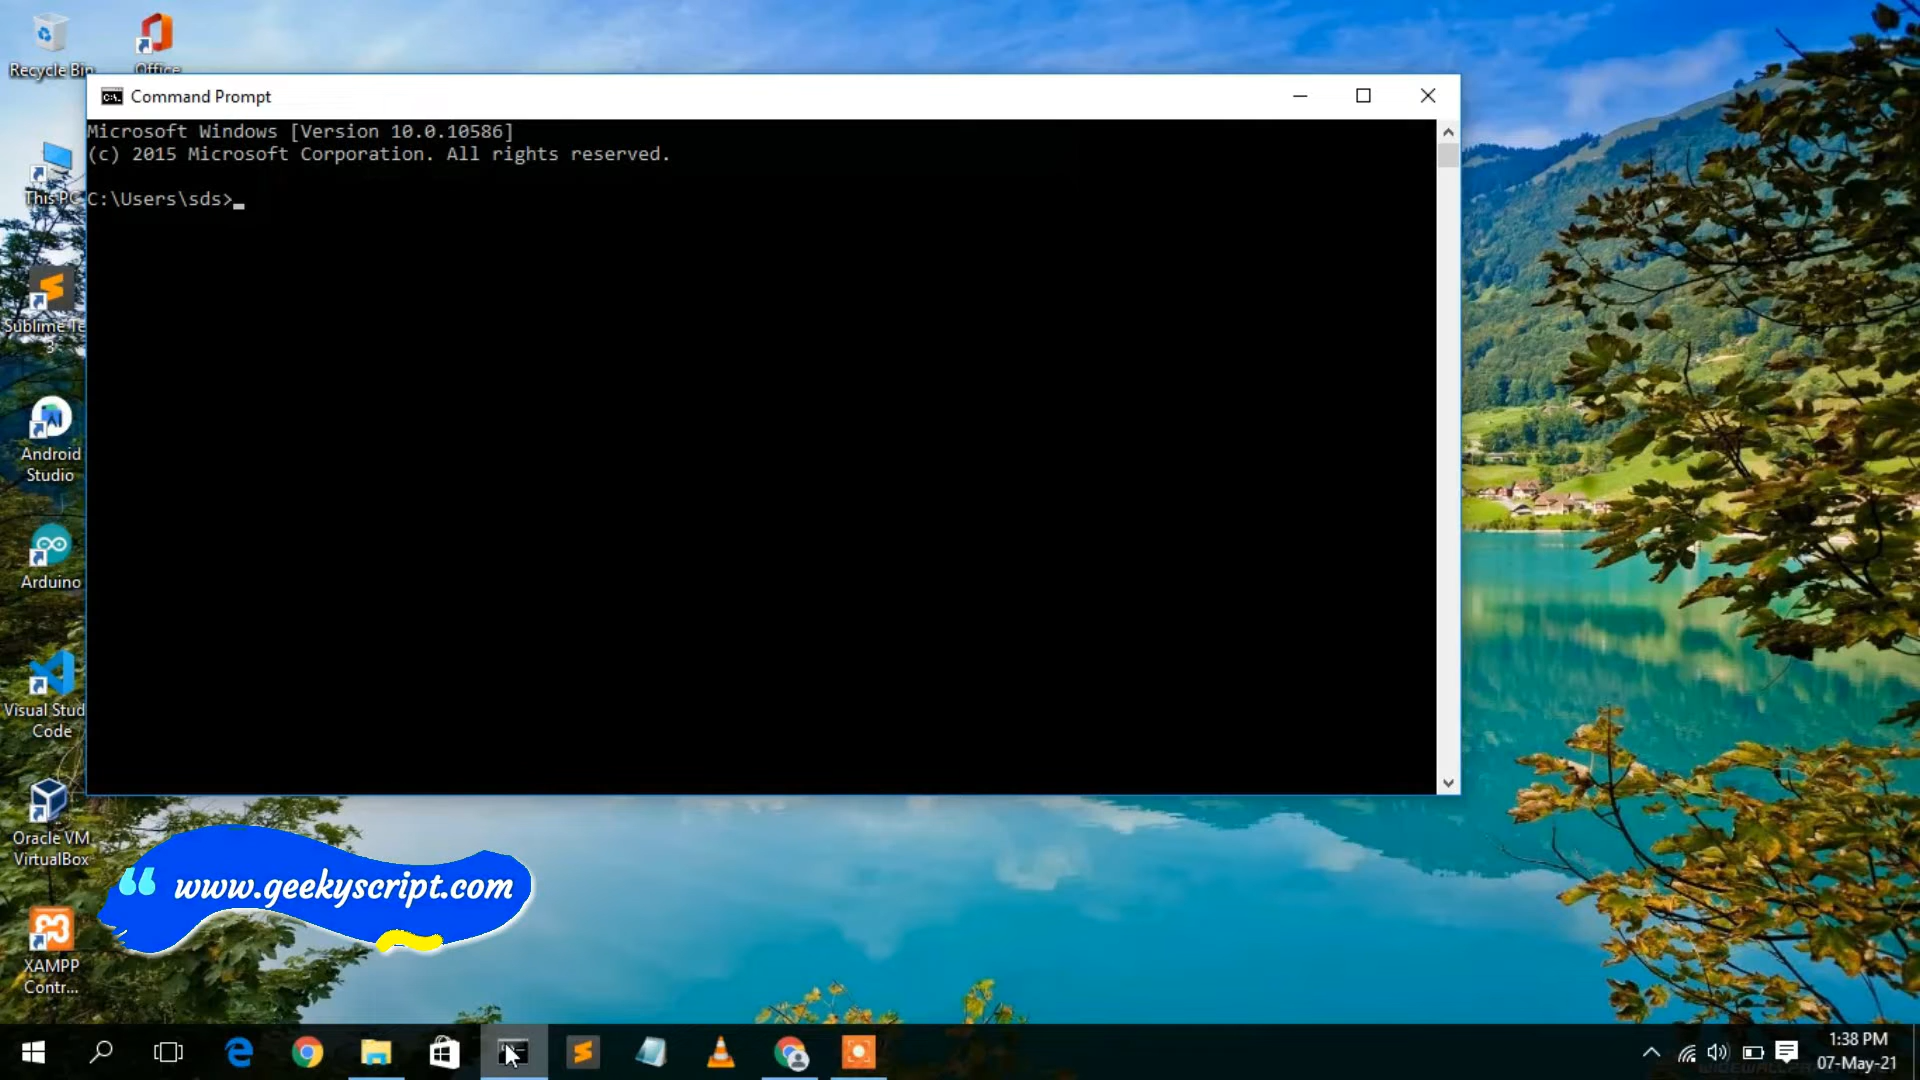 Recycle Bin
Office
Command Prompt
Microsoft Windows [Version 10.0.10586]
(c) 2015 Microsoft Corporation. All rights reserved.
C:\Users\sds>
This PC
Sublime Te
3
Android
Studio
Arduino
Visual Stud
Code
Oracle VM
VirtualBox
www.geekyscript.com
XAMPP
Contr...
1:38 PM
07-May-21